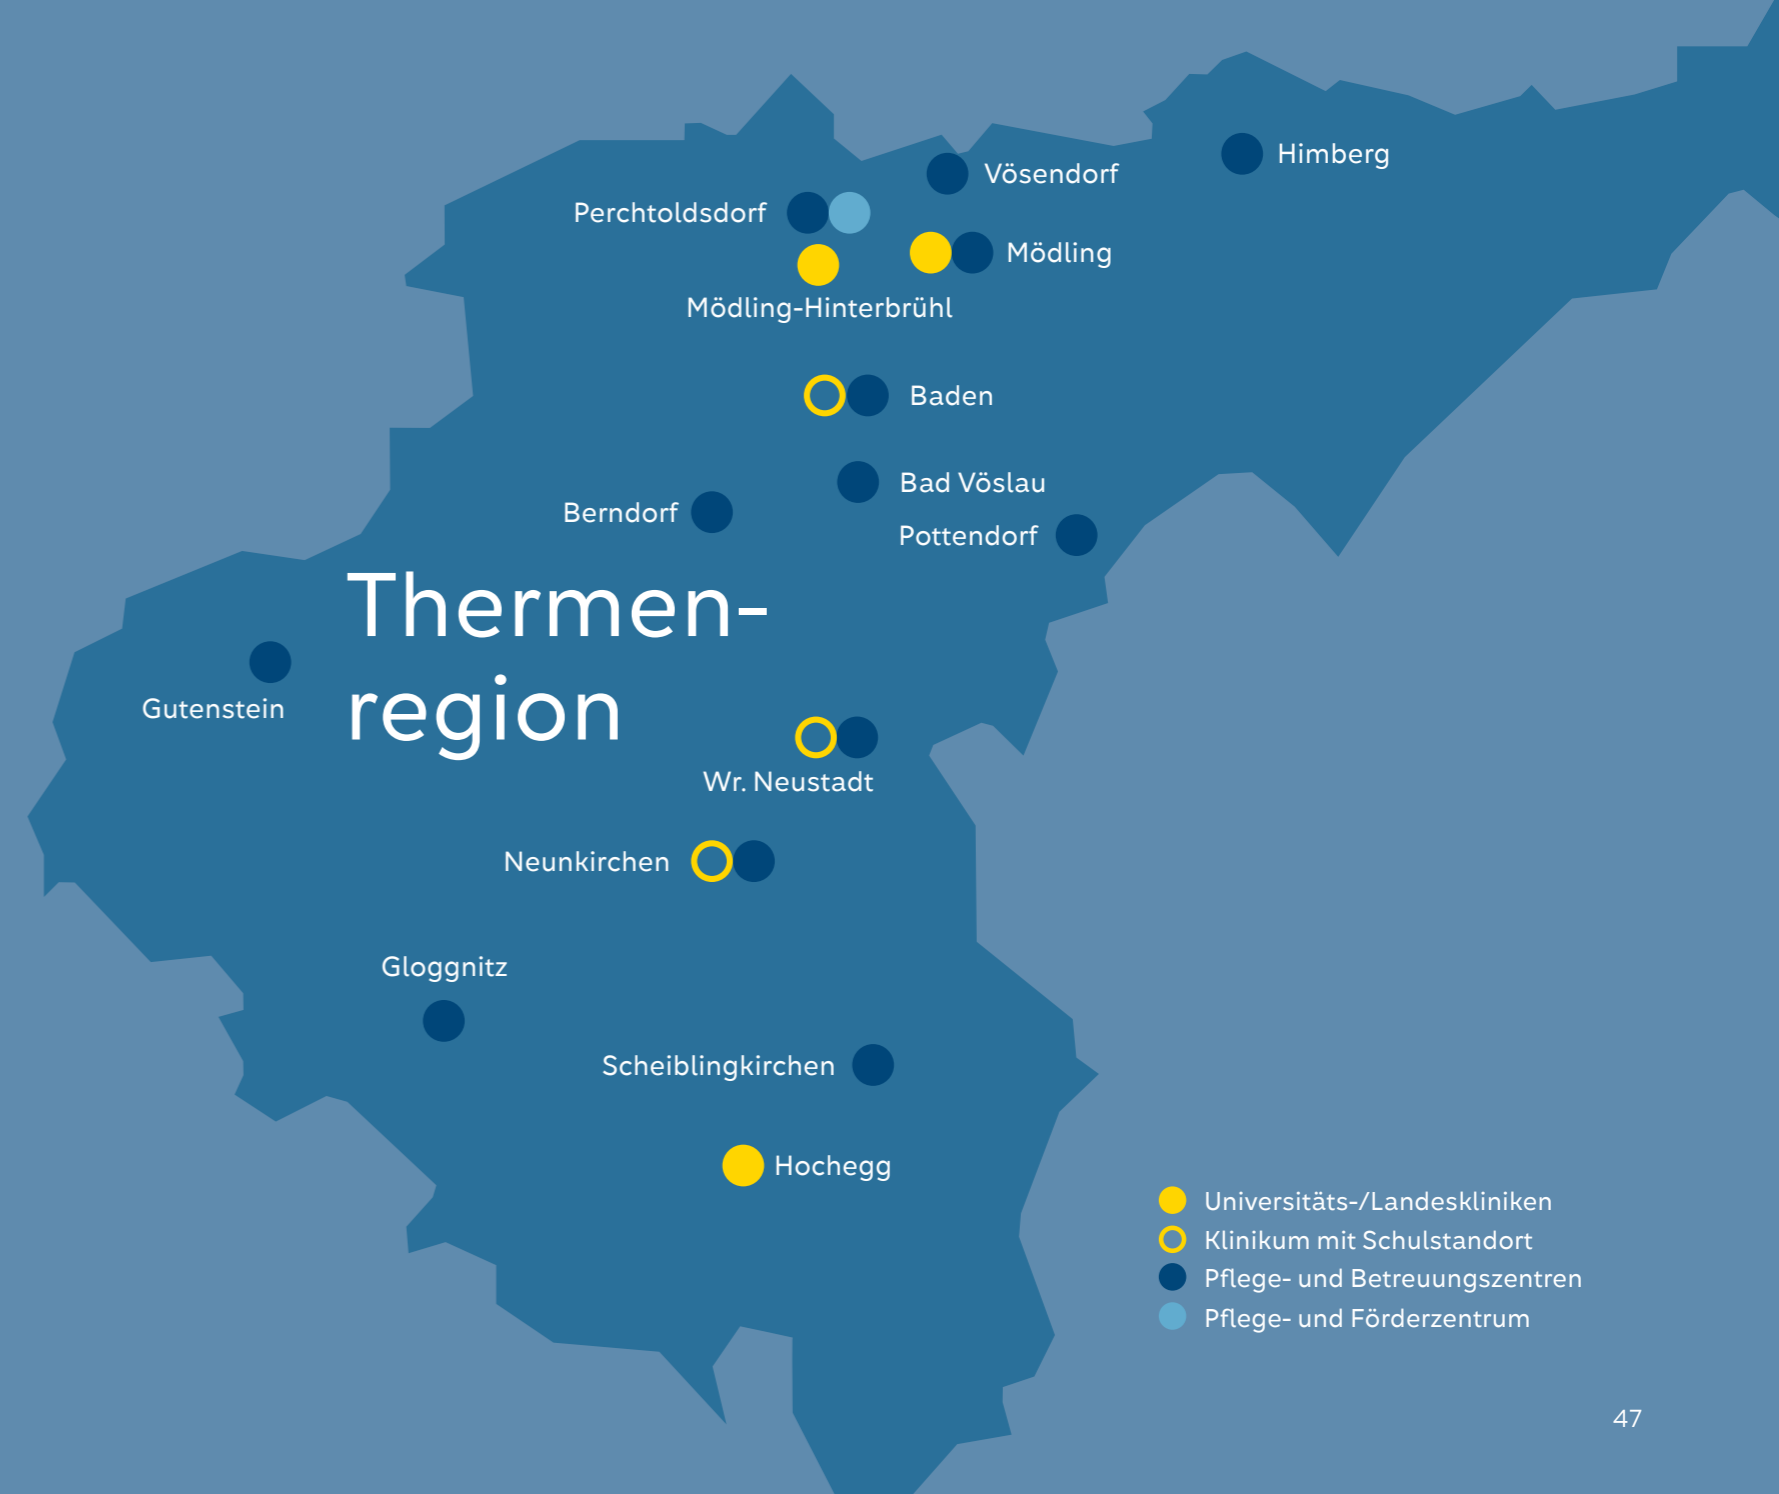 Himberg
Vösendorf
Perchtoldsdorf
Mödling
Mödling-Hinterbrühl
Baden
Bad Vöslau
Berndorf
Pottendorf
Thermen-
region
Gutenstein
Wr. Neustadt
Neunkirchen
Gloggnitz
Scheiblingkirchen
Hochegg
Universitäts-/Landeskliniken
Klinikum mit Schulstandort
Pflege- und Betreuungszentren
Pflege- und Förderzentrum
47